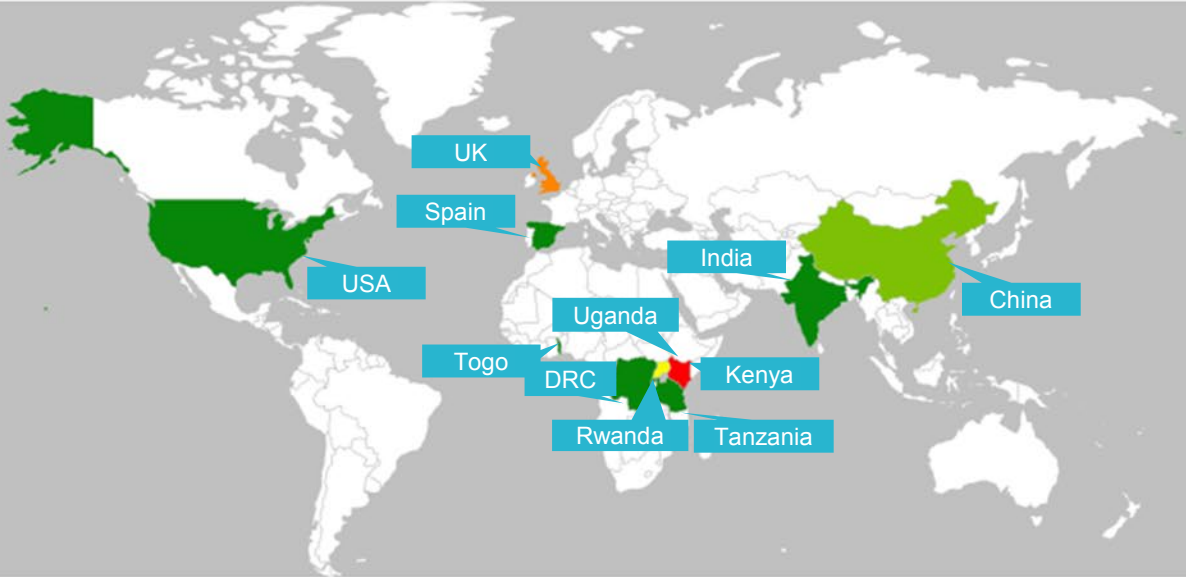 UK
Spain
India
USA
China
Uganda
Togo
DRC
Kenya
Rwanda
Tanzania